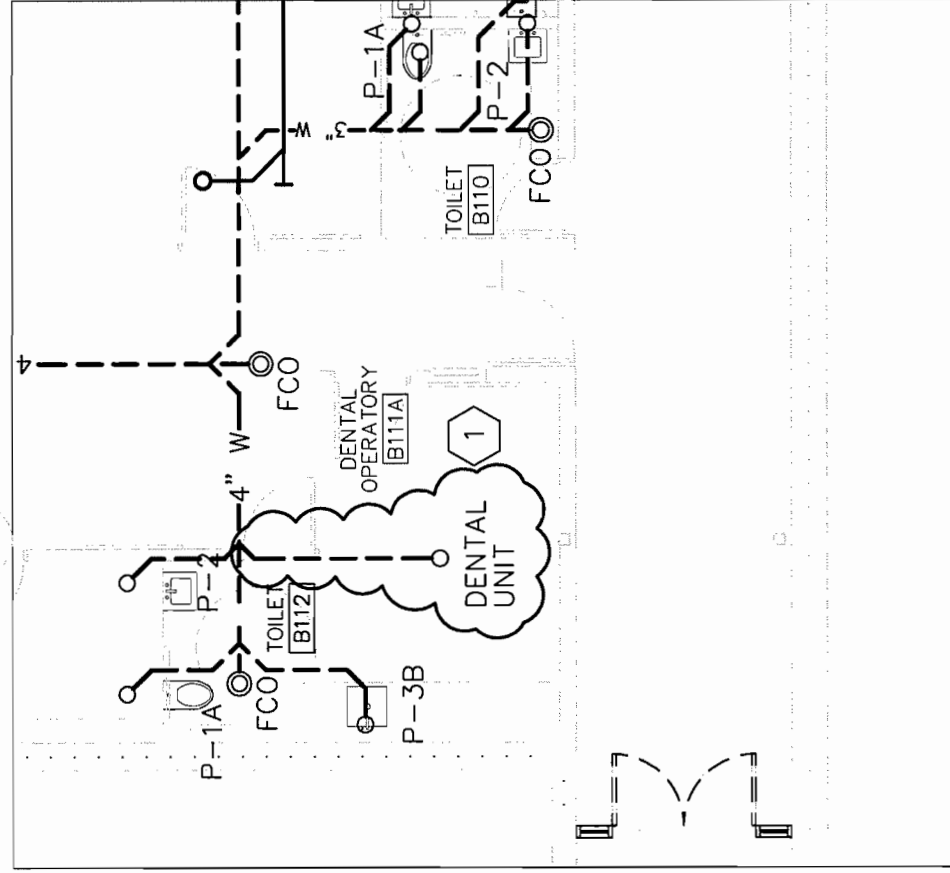 P-1A
P-2
3"
W
TOILET
B110
FCO
4
FCO
W
4"
DENTAL
OPERATORY
B111A
1
DENTAL
UNIT
P-2
TOILET
B112
P-1A
FCO
P-3B